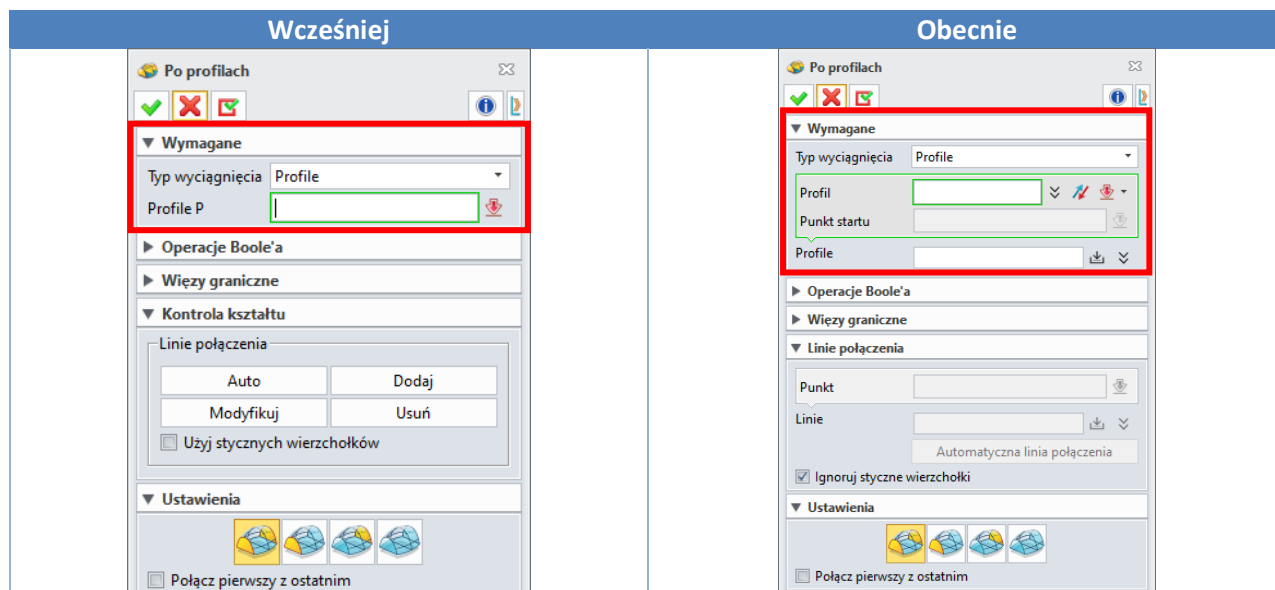 Wcześniej
Po profilach
Wymagane
Typ wyciągnięcia Profile
Profile P
Operacje Boole'a
Więzy graniczne
Kontrola kształtu
Linie połączenia
Auto Dodaj
Modyfikuj Usuń
Użyj stycznych wierzchołków
Ustawienia
Połącz pierwszy z ostatnim
Obecnie
Po profilach
Wymagane
Typ wyciągnięcia Profile
Profil
Punkt startu
Profile
Operacje Boole'a
Więzy graniczne
Linie połączenia
Punkt
Linie
Automatyczna linia połączenia
Ignoruj styczne wierzchołki
Ustawienia
Połącz pierwszy z ostatnim